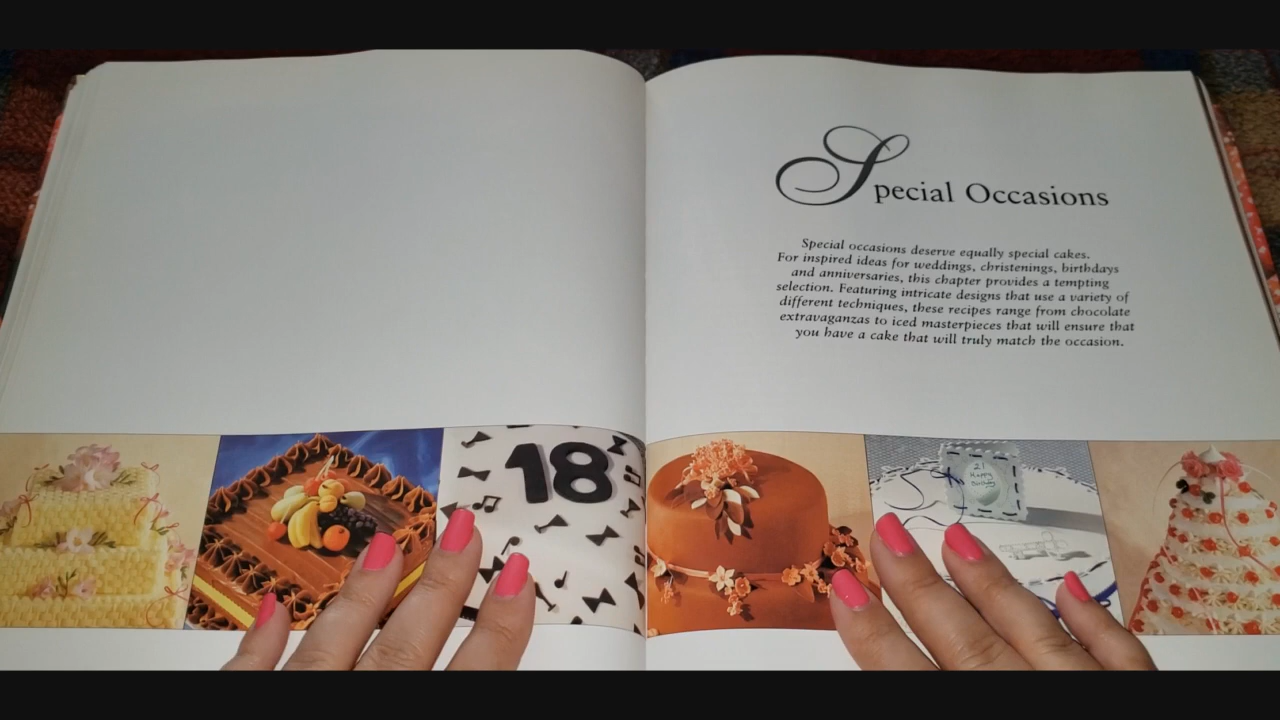 Special Occasions
Special occasions deserve equally special cakes.
For inspired ideas for weddings, christenings, birthdays
and anniversaries, this chapter provides a tempting
selection. Featuring intricate designs that use a variety of
different techniques, these recipes range from chocolate
extravaganzas to iced masterpieces that will ensure that
you have a cake that will truly match the occasion.
18
21
Happy
Birthday